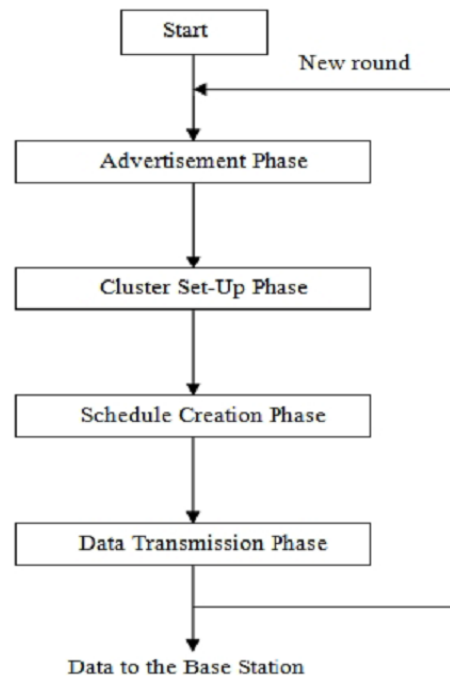 Start
New round
Advertisement Phase
Cluster Set-Up Phase
Schedule Creation Phase
Data Transmission Phase
Data to the Base Station